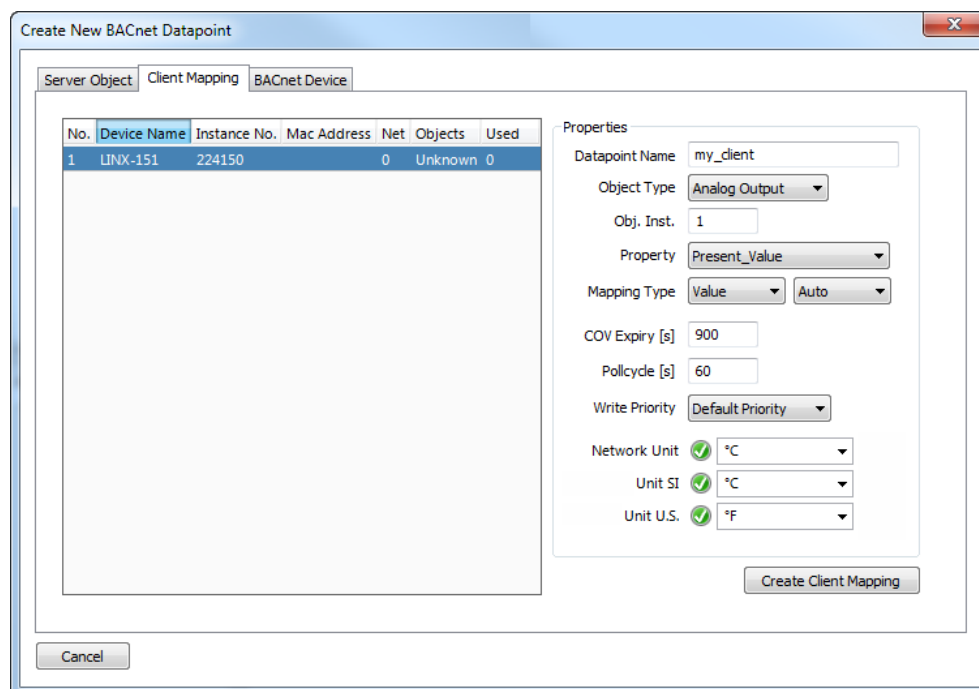 Create New BACnet Datapoint
Server Object Client Mapping BACnet Device
No. Device Name Instance No. Mac Address Net Objects Used
1 LINX-151 224150 0 Unknown 0
Properties
Datapoint Name my_client
Object Type Analog Output
Obj. Inst. 1
Property Present_Value
Mapping Type Value Auto
COV Expiry [s] 900
Pollcycle [s] 60
Write Priority Default Priority
Network Unit °C
Unit SI °C
Unit U.S. °F
Create Client Mapping
Cancel